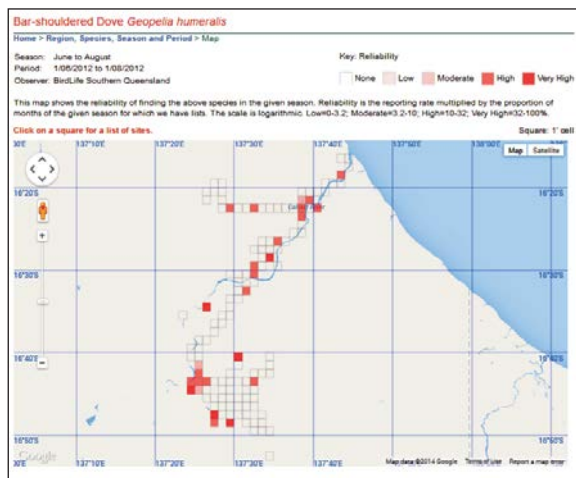 Bar-shouldered Dove Geopelia humeralis
Home > Region, Species, Season and Period > Map
Season: June to August
Period: 1/06/2012 to 1/08/2012
Observer: BirdLife Southern Queensland
Key: Reliability
None Low Moderate High Very High
This map shows the reliability of finding the above species in the given season. Reliability is the reporting rate multiplied by the proportion of
months of the given season for which we have lists. The scale is logarithmic. Low=0-3.2; Moderate=3.2-10; High=10-32; Very High=32-100%.
Click on a square for a list of sites.
Square: 1' cell
137°10'E 137°20'E 137°30'E 137°40'E 137°50'E 138°00'E
Map Satellite
16°20'S 16°20'S
16°30'S 16°30'S
16°40'S
16°50'S 16°50'S
137°10'E 137°20'E 137°30'E 137°40'E
Google
Map data ©2014 Google Terms of Use Report a map error